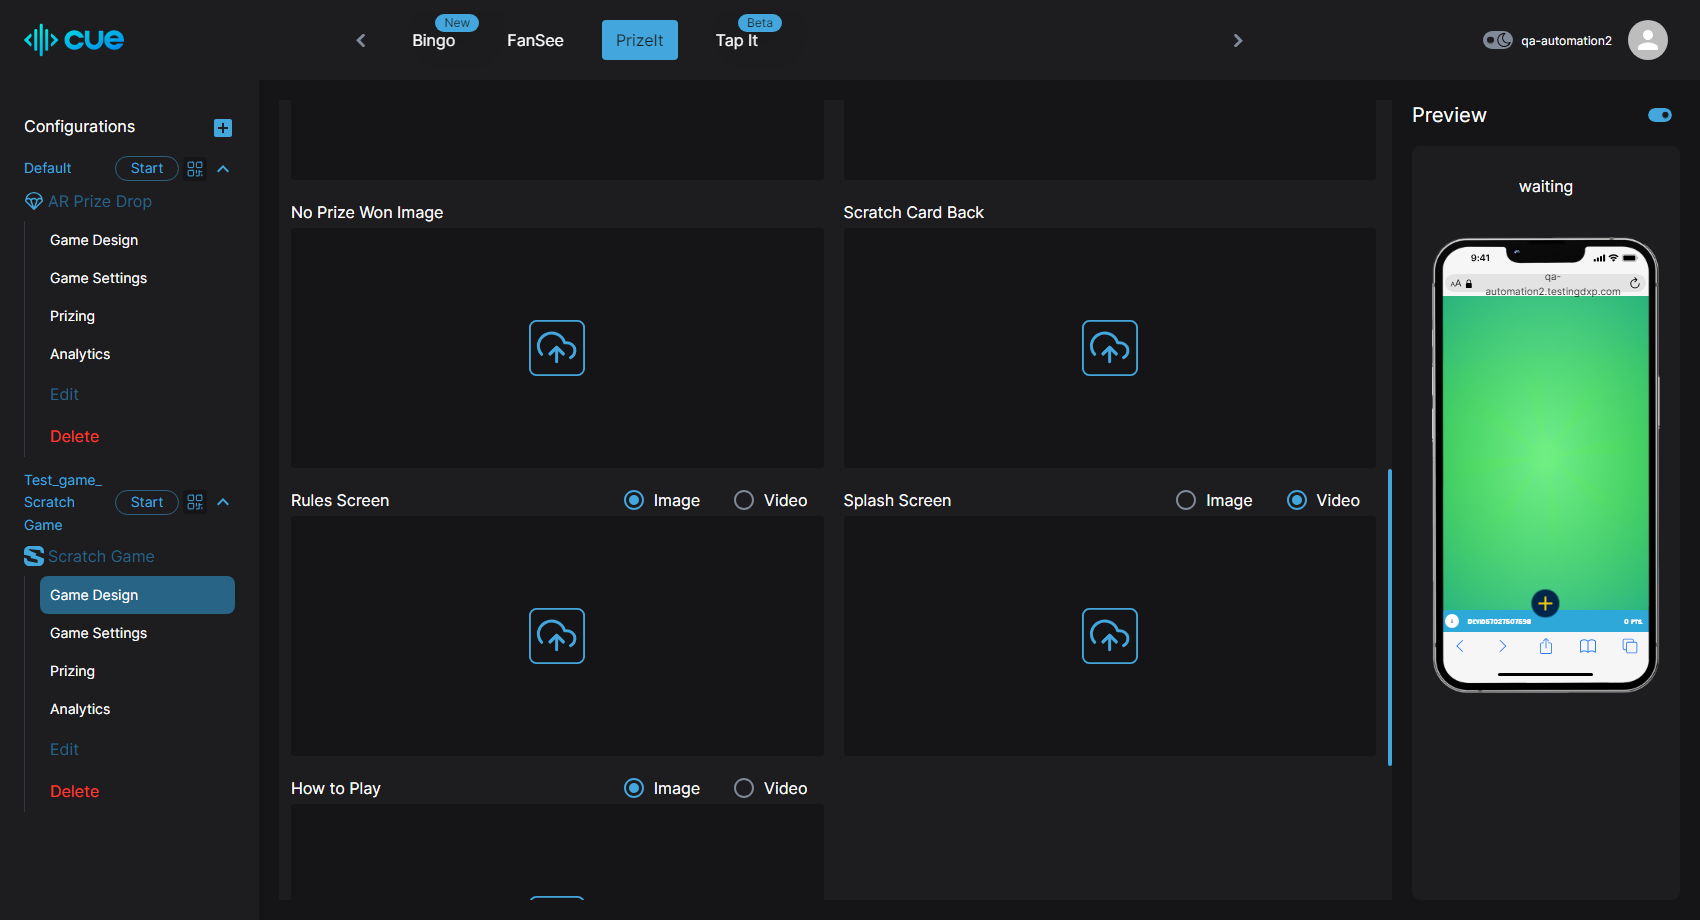 cue
New
Bingo
FanSee
PrizeIt
Beta
Tap It
qa-automation2
Configurations
Default
Start
AR Prize Drop
Game Design
Game Settings
Prizing
Analytics
Edit
Delete
Test_game_
Scratch
Game
Start
Scratch Game
Game Design
Game Settings
Prizing
Analytics
Edit
Delete
No Prize Won Image
Scratch Card Back
Rules Screen
Image
Video
Splash Screen
Image
Video
How to Play
Image
Video
Preview
waiting
9:41
AA
qa-
automation2.testingdxp.com
0 PTS.